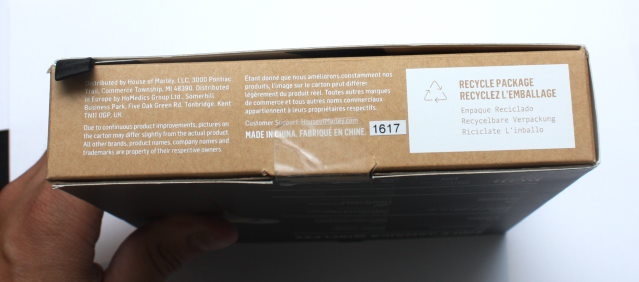 Distributed by House of Marley, LLC, 3000 Pontiac
Trail, Commerce Township, MI 48390. Distributed
in Europe by HoMedics Group Ltd., Somerhill
Business Park, Five Oak Green Rd, Tonbridge, Kent
TN11 0GP, UK
Due to continuous product improvements, pictures on
the carton may differ slightly from the actual product.
All other brands, product names, company names and
trademarks are property of their respective owners.
Étant donné que nous améliorons constamment nos
produits, l'image sur le carton peut différer
légèrement du produit réel. Toutes autres marques
de commerce et tous autres noms commerciaux
appartiennent à leurs propriétaires respectifs.
Customer Support: HouseofMarley.com
MADE IN CHINA. FABRIQUÉ EN CHINE. 1617
RECYCLE PACKAGE
RECYCLEZ L'EMBALLAGE
Empaque Reciclado
Recycelbare Verpackung
Riciclate L'inballo